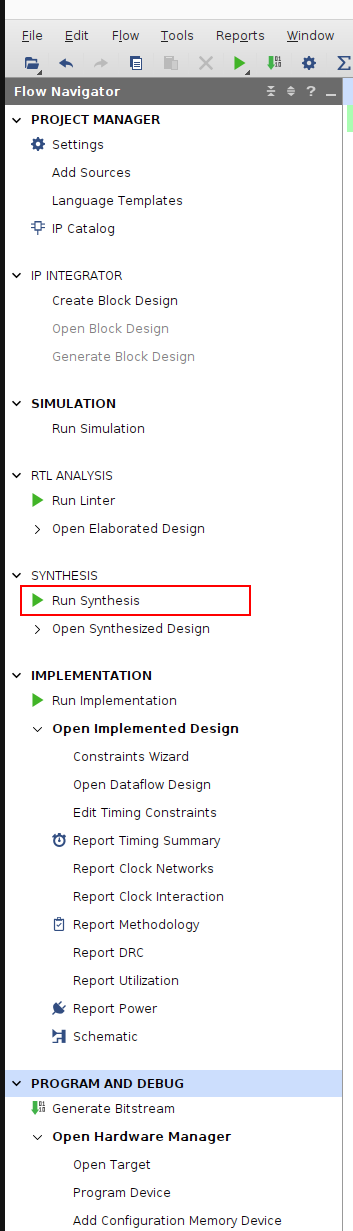 File Edit Flow Tools Reports Window
Flow Navigator
PROJECT MANAGER
Settings
Add Sources
Language Templates
IP Catalog
IP INTEGRATOR
Create Block Design
Open Block Design
Generate Block Design
SIMULATION
Run Simulation
RTL ANALYSIS
Run Linter
Open Elaborated Design
SYNTHESIS
Run Synthesis
Open Synthesized Design
IMPLEMENTATION
Run Implementation
Open Implemented Design
Constraints Wizard
Open Dataflow Design
Edit Timing Constraints
Report Timing Summary
Report Clock Networks
Report Clock Interaction
Report Methodology
Report DRC
Report Utilization
Report Power
Schematic
PROGRAM AND DEBUG
Generate Bitstream
Open Hardware Manager
Open Target
Program Device
Add Configuration Memory Device